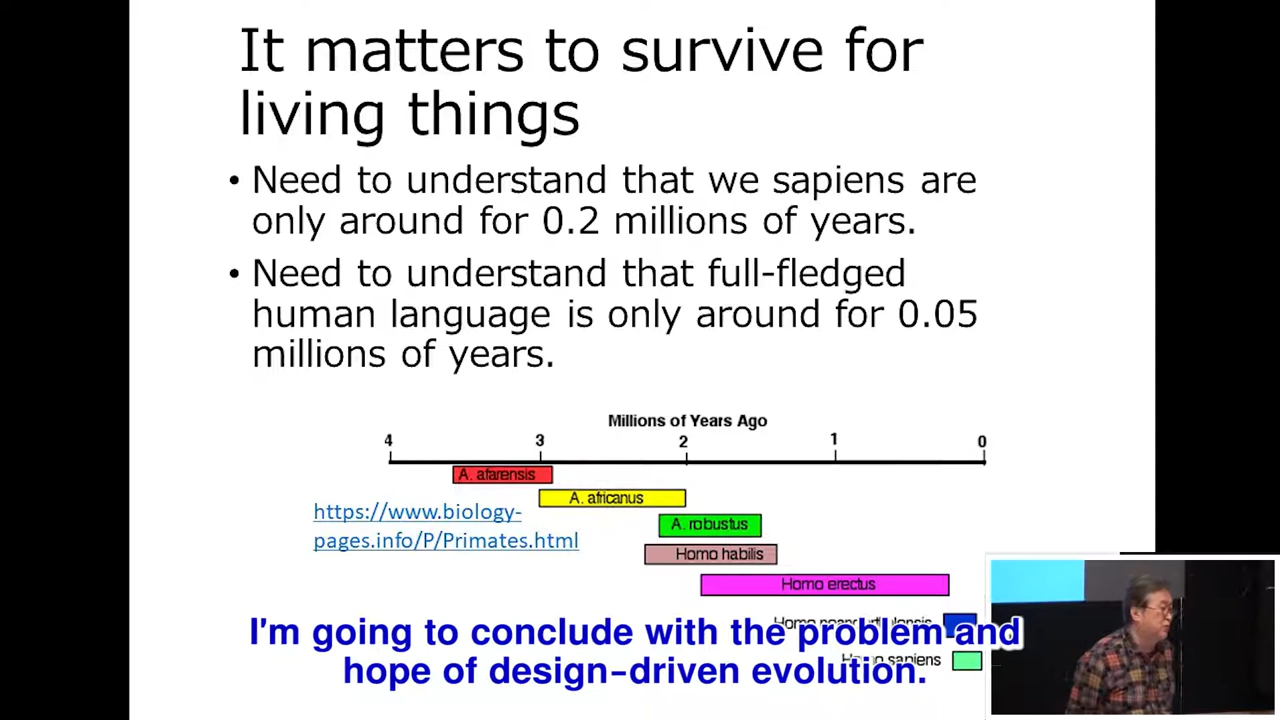 It matters to survive for
living things
• Need to understand that we sapiens are
only around for 0.2 millions of years.
• Need to understand that full-fledged
human language is only around for 0.05
millions of years.
Millions of Years Ago
4 3 2 1 0
A. afarensis
A. africanus
https://www.biology-
pages.info/P/Primates.html
A. robustus
Homo habilis
Homo erectus
Homo
sapiens
I'm going to conclude with the problem and
hope of design-driven evolution.